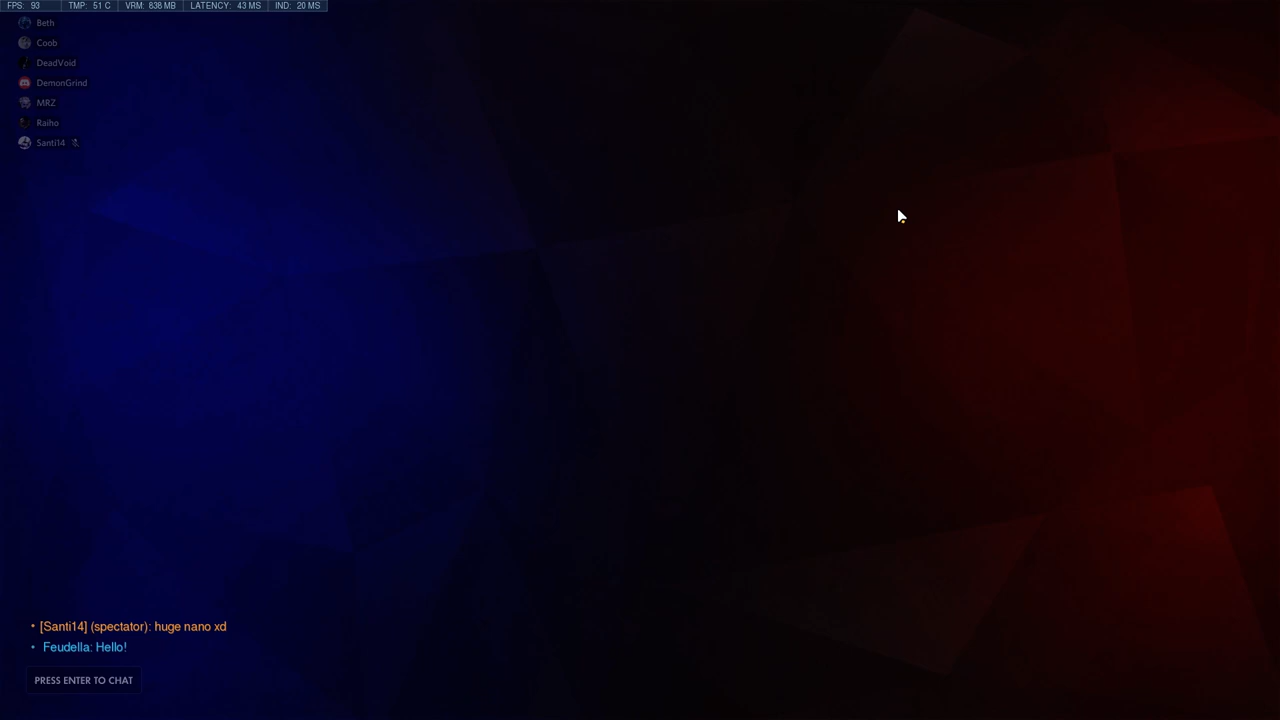 FPS: 93 TMP: 51 C VRM: 838 MB LATENCY: 43 MS IND: 20 MS
Beth
Coob
DeadVoid
DemonGrind
MRZ
Raiho
Santi14
• [Santi14] (spectator): huge nano xd
• Feudella: Hello!
PRESS ENTER TO CHAT